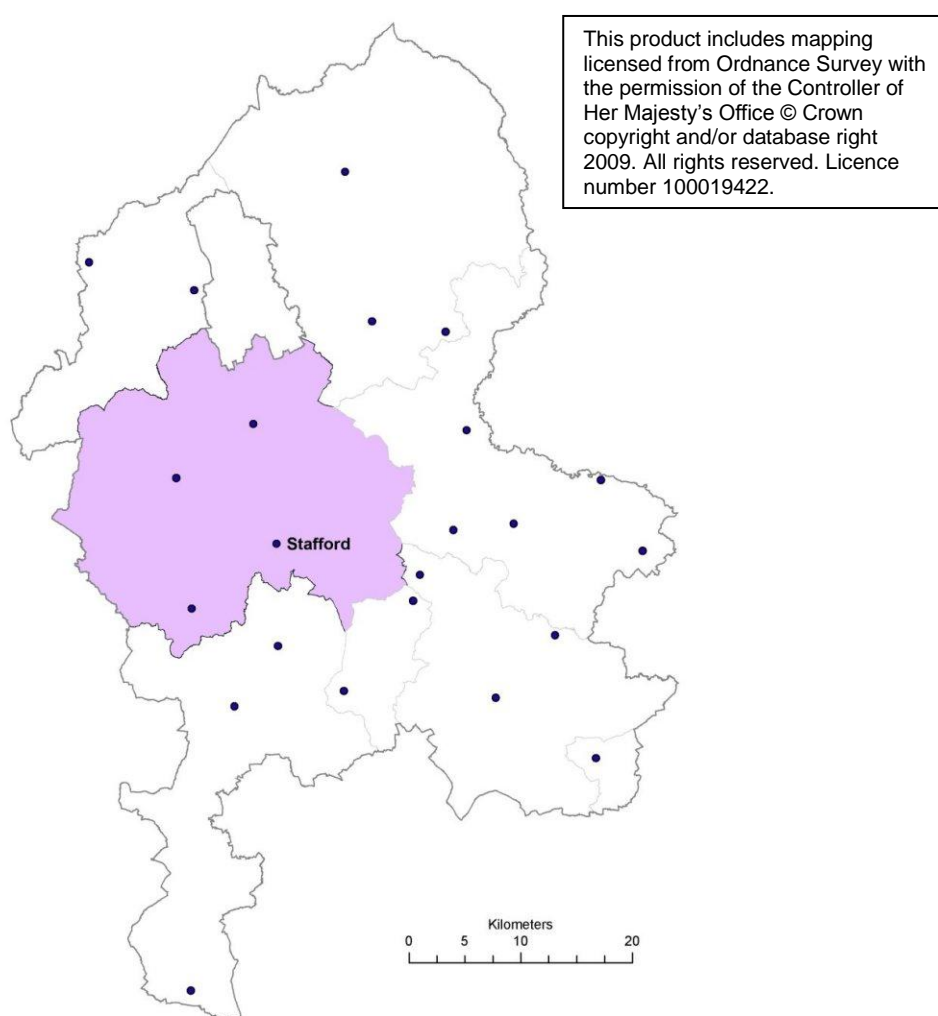 This product includes mapping
licensed from Ordnance Survey with
the permission of the Controller of
Her Majesty’s Office © Crown
copyright and/or database right
2009. All rights reserved. Licence
number 100019422.
Stafford
Kilometers
0 5 10 20